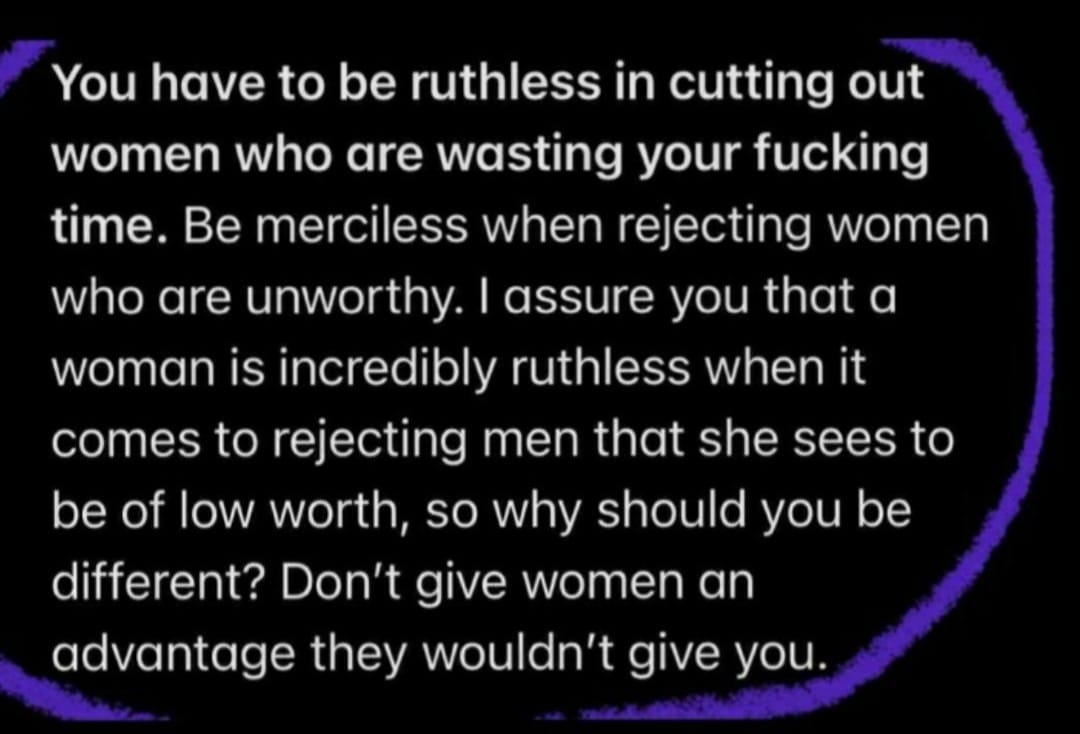 You have to be ruthless in cutting out
women who are wasting your fucking
time. Be merciless when rejecting women
who are unworthy. I assure you that a
woman is incredibly ruthless when it
comes to rejecting men that she sees to
be of low worth, so why should you be
different? Don’t give women an
advantage they wouldn’t give you.